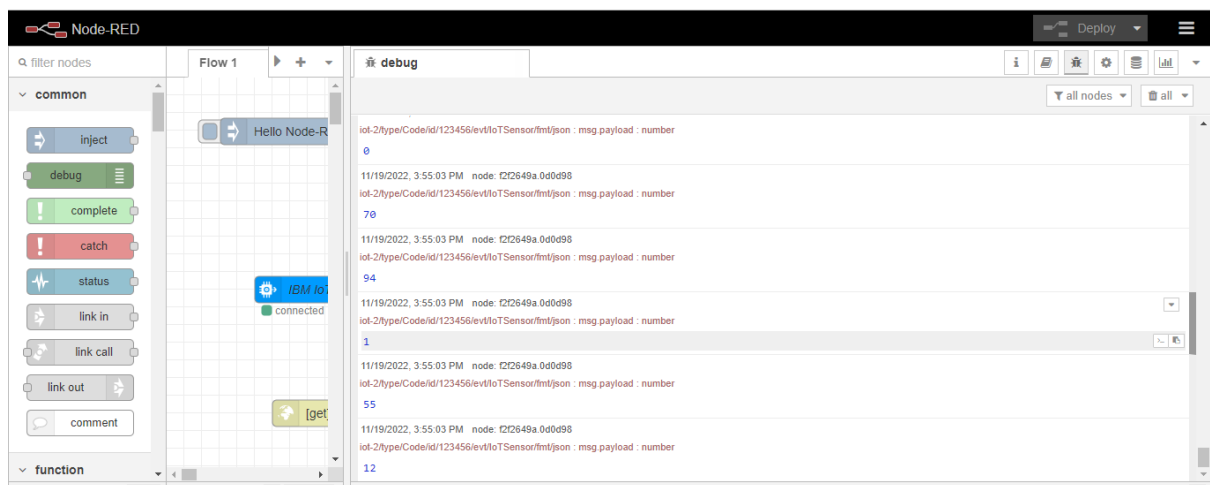 Node-RED
Deploy
filter nodes
Flow 1
debug
i
common
all nodes
all
inject
Hello Node-R
iot-2/type/Code/id/123456/evt/IoTSensor/fmt/json : msg.payload : number
0
debug
11/19/2022, 3:55:03 PM node: f2f2649a.0d0d98
iot-2/type/Code/id/123456/evt/IoTSensor/fmt/json : msg.payload : number
70
complete
catch
11/19/2022, 3:55:03 PM node: f2f2649a.0d0d98
iot-2/type/Code/id/123456/evt/IoTSensor/fmt/json : msg.payload : number
94
status
IBM IoT
connected
11/19/2022, 3:55:03 PM node: f2f2649a.0d0d98
iot-2/type/Code/id/123456/evt/IoTSensor/fmt/json : msg.payload : number
1
link in
link call
11/19/2022, 3:55:03 PM node: f2f2649a.0d0d98
iot-2/type/Code/id/123456/evt/IoTSensor/fmt/json : msg.payload : number
55
link out
[get]
comment
11/19/2022, 3:55:03 PM node: f2f2649a.0d0d98
iot-2/type/Code/id/123456/evt/IoTSensor/fmt/json : msg.payload : number
12
function